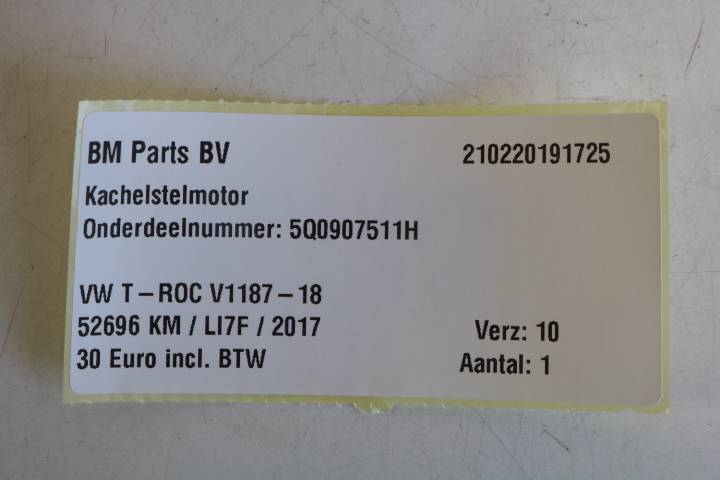 BM Parts BV 210220191725
Kachelstelmotor
Onderdeelnummer: 5Q0907511H
VW T-ROC V1187-18
52696 KM / LI7F / 2017 Verz: 10
30 Euro incl. BTW Aantal: 1